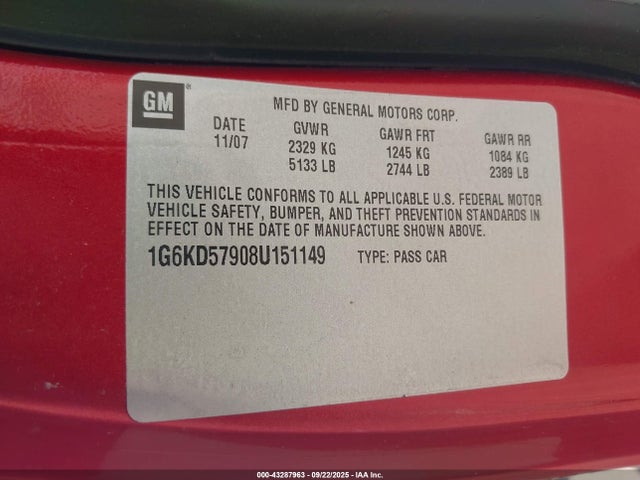 GM
MFD BY GENERAL MOTORS CORP.
DATE GVWR GAWR FRT GAWR RR
11/07 2329 KG 1245 KG 1084 KG
5133 LB 2744 LB 2389 LB
THIS VEHICLE CONFORMS TO ALL APPLICABLE U.S. FEDERAL MOTOR
VEHICLE SAFETY, BUMPER, AND THEFT PREVENTION STANDARDS IN
EFFECT ON THE DATE OF MANUFACTURE SHOWN ABOVE.
1G6KD57908U151149 TYPE: PASS CAR
000-43287963 - 09/22/2025 - IAA Inc.